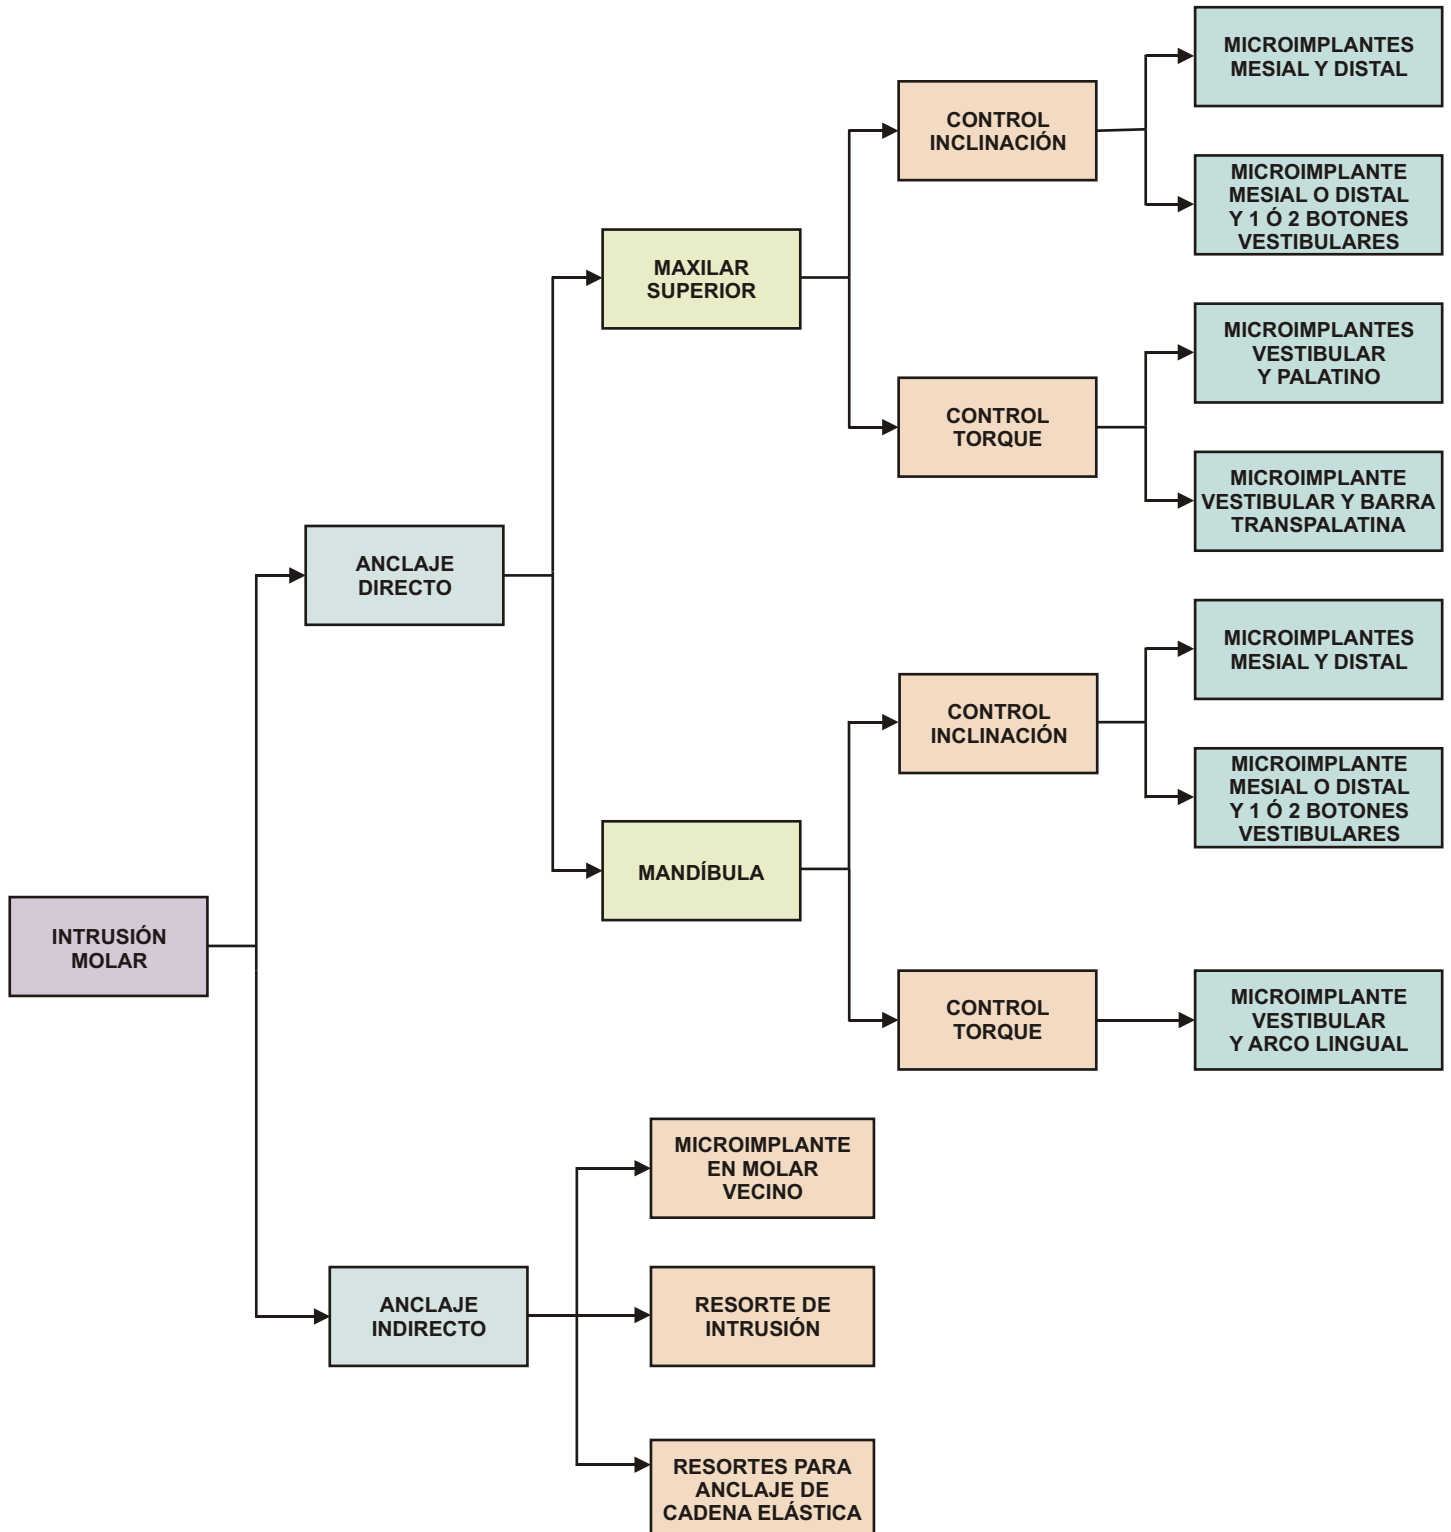 MICROIMPLANTES
MESIAL Y DISTAL
CONTROL
INCLINACIÓN
MICROIMPLANTE
MESIAL O DISTAL
Y 1 Ó 2 BOTONES
VESTIBULARES
MAXILAR
SUPERIOR
MICROIMPLANTES
VESTIBULAR
Y PALATINO
CONTROL
TORQUE
MICROIMPLANTE
VESTIBULAR Y BARRA
TRANSPALATINA
ANCLAJE
DIRECTO
MICROIMPLANTES
MESIAL Y DISTAL
CONTROL
INCLINACIÓN
MICROIMPLANTE
MESIAL O DISTAL
Y 1 Ó 2 BOTONES
VESTIBULARES
MANDÍBULA
INTRUSIÓN
MOLAR
CONTROL
TORQUE
MICROIMPLANTE
VESTIBULAR
Y ARCO LINGUAL
MICROIMPLANTE
EN MOLAR
VECINO
ANCLAJE
INDIRECTO
RESORTE DE
INTRUSIÓN
RESORTES PARA
ANCLAJE DE
CADENA ELÁSTICA